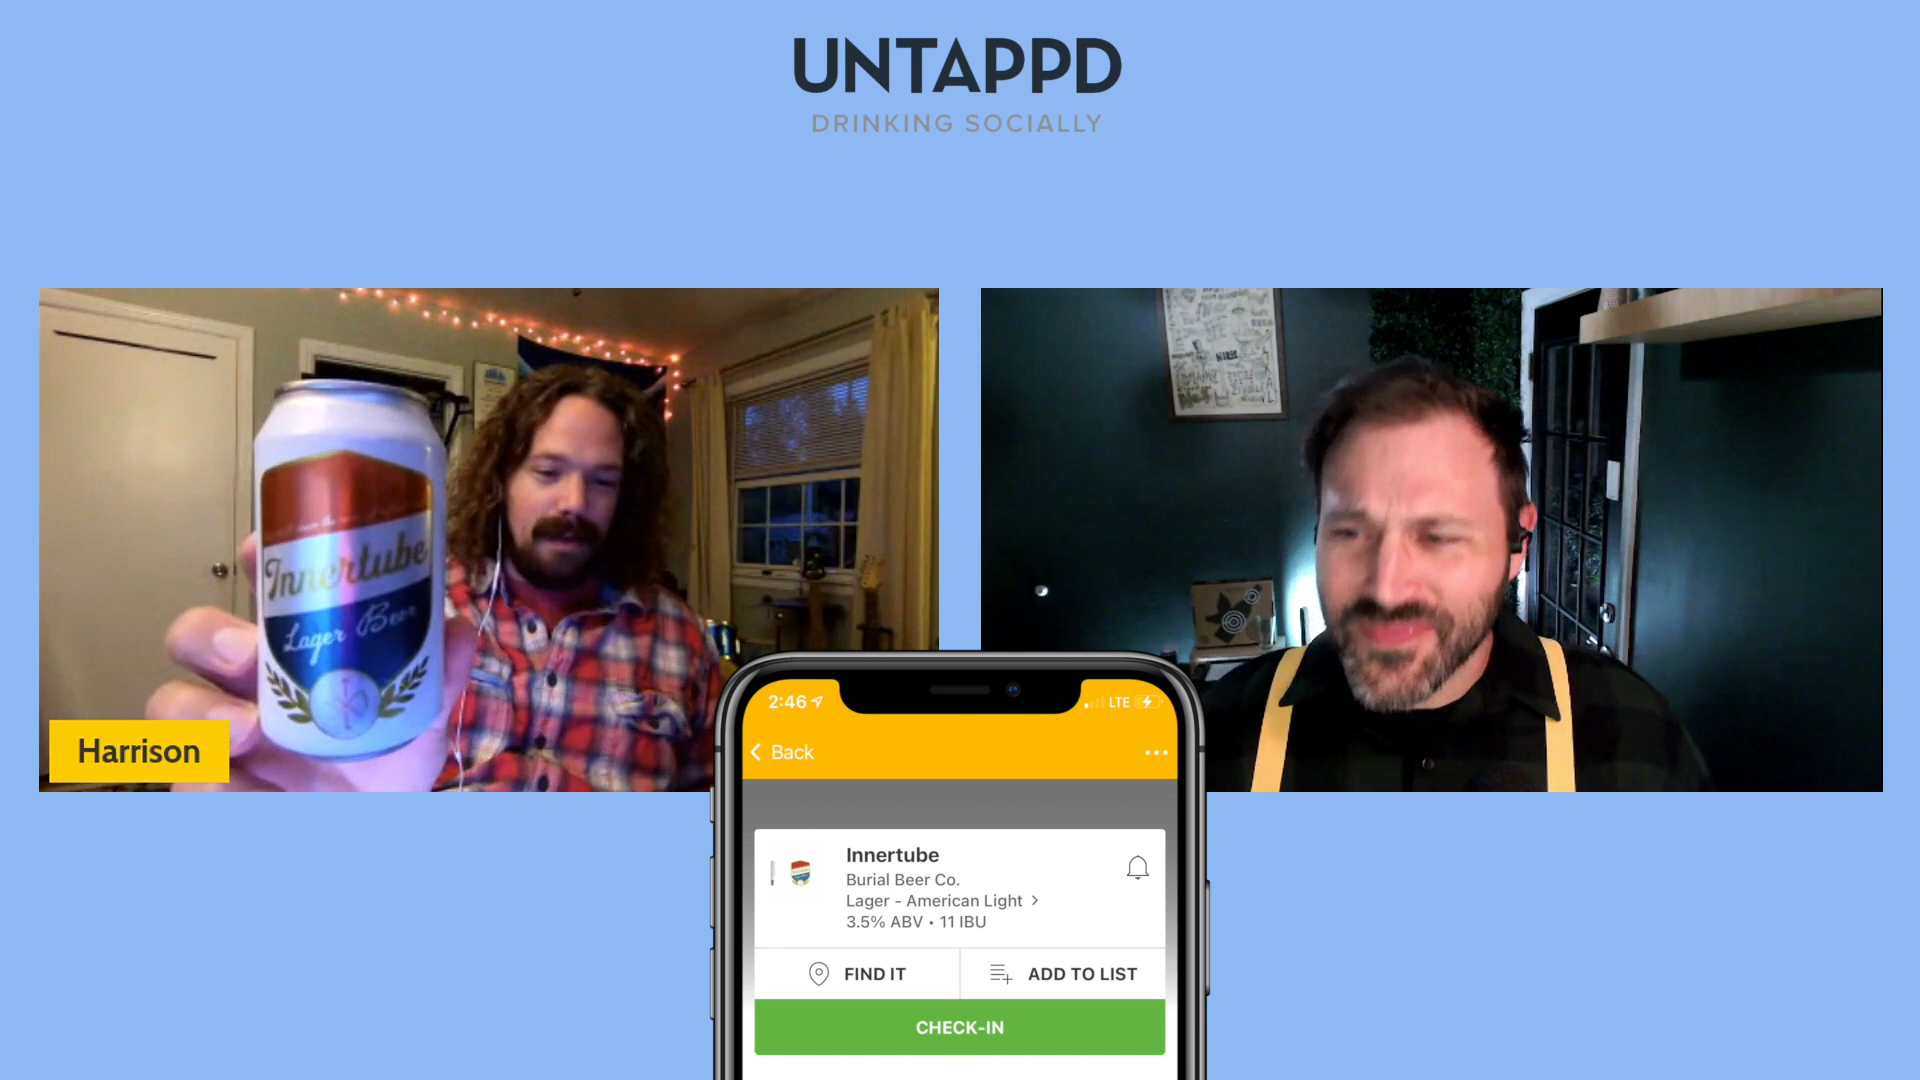 UNTAPPD
DRINKING SOCIALLY
Innertube
Lager Beer
Harrison
2:46
LTE
Back
Innertube
Burial Beer Co.
Lager - American Light
3.5% ABV • 11 IBU
FIND IT
ADD TO LIST
CHECK-IN